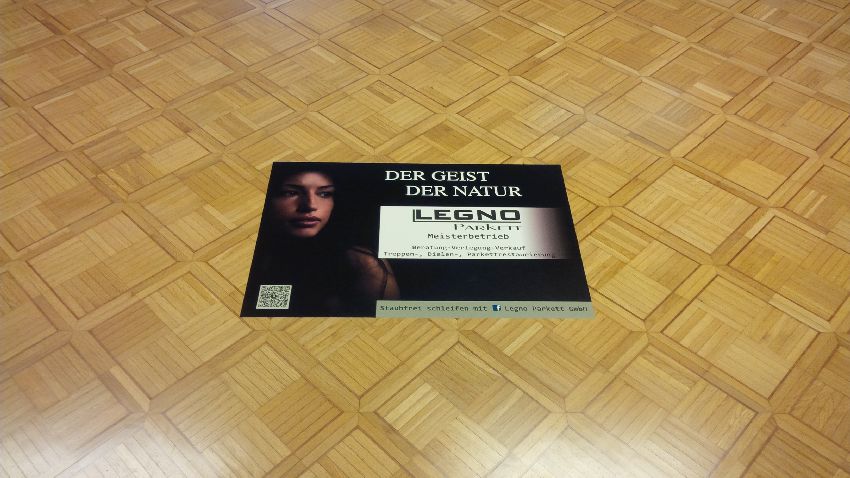 DER GEIST
DER NATUR
LEGNO
PARKETT
Meisterbetrieb
Beratung-Verlegung-Verkauf
Treppen-, Dielen-, Parkettrestaurierung
Staubfrei schleifen mit f Legno Parkett GmbH